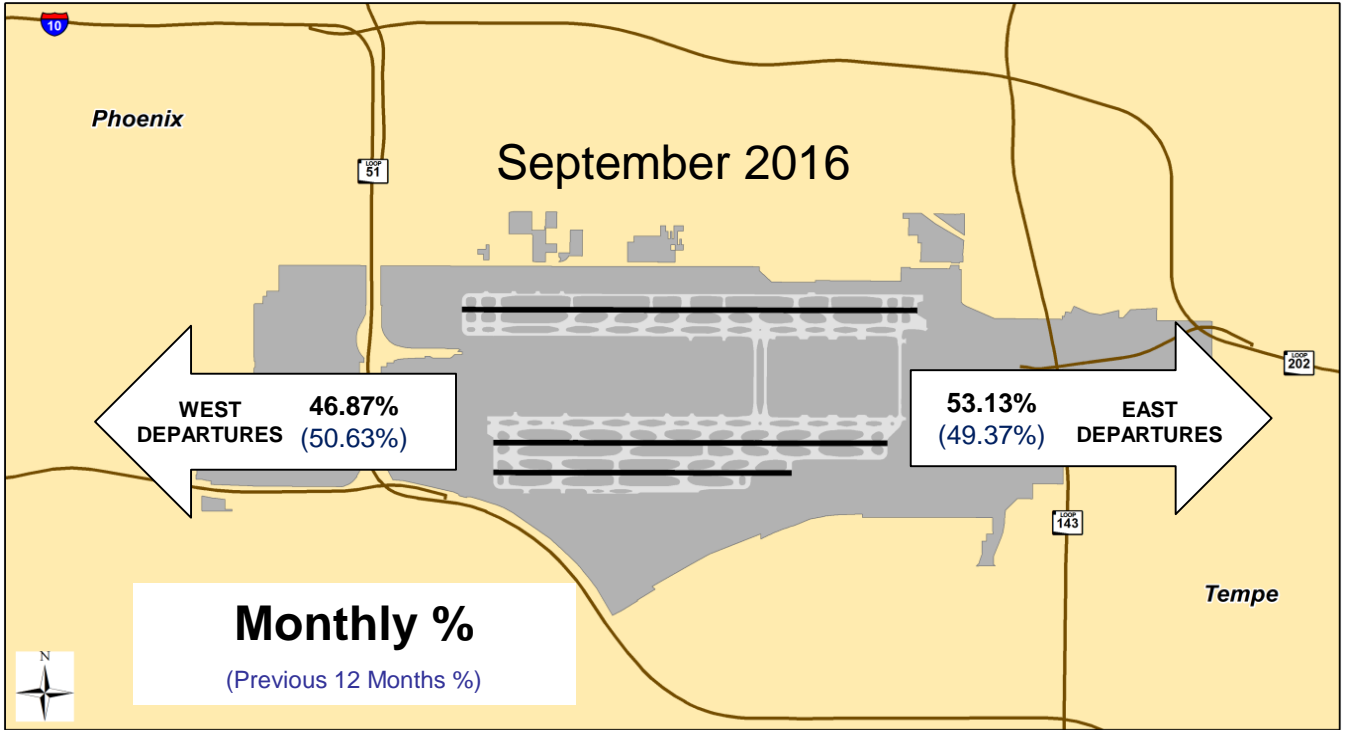 10
Phoenix
LOOP
51
September 2016
LOOP
202
WEST
DEPARTURES
46.87%
(50.63%)
53.13%
(49.37%)
EAST
DEPARTURES
LOOP
143
Tempe
Monthly %
(Previous 12 Months %)
N